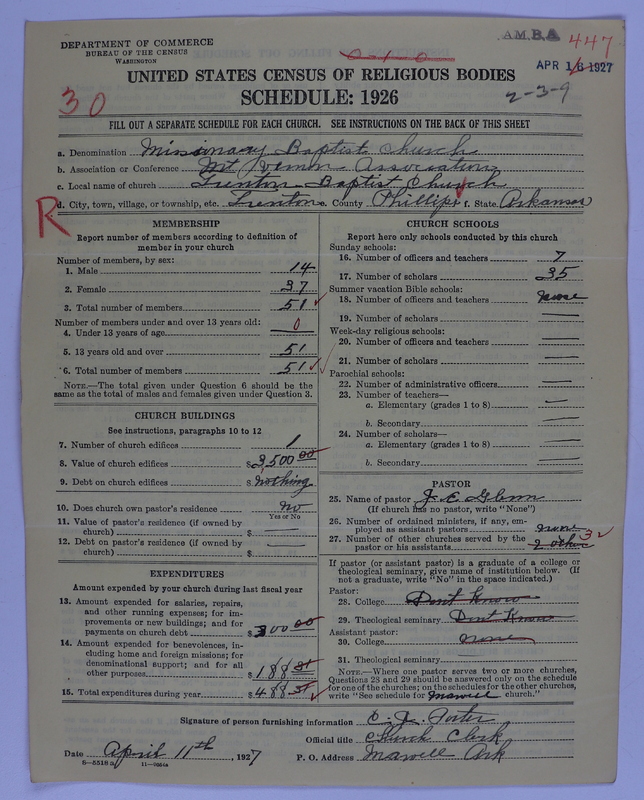 DEPARTMENT OF COMMERCE
BUREAU OF THE CENSUS
WASHINGTON
A.M.B.A 447
0-1-0
APR 18 1927
30
2-3-9
UNITED STATES CENSUS OF RELIGIOUS BODIES
SCHEDULE: 1926
FILL OUT A SEPARATE SCHEDULE FOR EACH CHURCH. SEE INSTRUCTIONS ON THE BACK OF THIS SHEET
a. Denomination Missionary Baptist Church
b. Association or Conference Mt Vernon Association
c. Local name of church Trenton Baptist Church
R
d. City, town, village, or township, etc. Trenton County Phillips f. State Arkansas
MEMBERSHIP
Report number of members according to definition of
member in your church
Number of members, by sex:
1. Male 14
2. Female 37
3. Total number of members 51
Number of members under and over 13 years old:
4. Under 13 years of age 0
5. 13 years old and over 51
6. Total number of members 51
NOTE.—The total given under Question 6 should be the
same as the total of males and females given under Question 3.
CHURCH BUILDINGS
See instructions, paragraphs 10 to 12
7. Number of church edifices 1
8. Value of church edifices $3,500 00
9. Debt on church edifices $ nothing
10. Does church own pastor's residence no
Yes or No
11. Value of pastor's residence (if owned by
church) $ —
12. Debt on pastor's residence (if owned by
church) $ —
EXPENDITURES
Amount expended by your church during last fiscal year
13. Amount expended for salaries, repairs,
and other running expenses; for im-
provements or new buildings; and for
payments on church debt $300 00
14. Amount expended for benevolences, in-
cluding home and foreign missions; for
denominational support; and for all
other purposes $188 31
15. Total expenditures during year $488 31
CHURCH SCHOOLS
Report here only schools conducted by this church
Sunday schools:
16. Number of officers and teachers 7
17. Number of scholars 35
Summer vacation Bible schools:
18. Number of officers and teachers none
19. Number of scholars —
Week-day religious schools:
20. Number of officers and teachers —
21. Number of scholars —
Parochial schools:
22. Number of administrative officers —
23. Number of teachers—
a. Elementary (grades 1 to 8) —
b. Secondary —
24. Number of scholars—
a. Elementary (grades 1 to 8) —
b. Secondary —
PASTOR
25. Name of pastor J. E. Glenn
(If church has no pastor, write "None")
26. Number of ordained ministers, if any, em-
ployed as assistant pastors none
27. Number of other churches served by the
pastor or his assistants 2 other 3
If pastor (or assistant pastor) is a graduate of a college or
theological seminary, give name of institution below. (If
not a graduate, write "No" in the space indicated.)
Pastor:
28. College Dont Know
29. Theological seminary Dont Know
Assistant pastor:
30. College none
31. Theological seminary
NOTE.—Where one pastor serves two or more churches,
Questions 28 and 29 should be answered only on the schedule
for one of the churches; on the schedules for the other churches,
write "See schedule for Marvell church."
Signature of person furnishing information Porter
Official title Church Clerk
Date April 11th, 1927 P. O. Address Marvell Ark